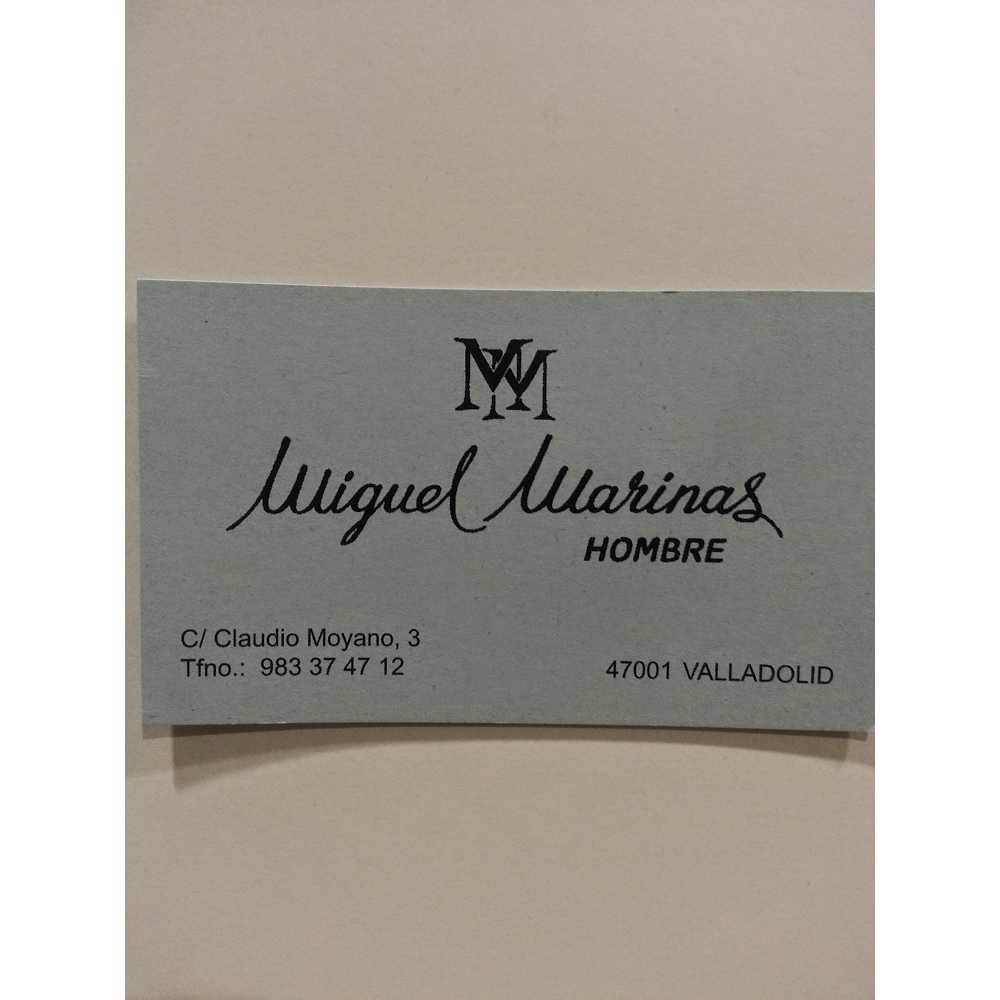 MM
Miguel Marinas
HOMBRE
C/ Claudio Moyano, 3
Tfno.: 983 37 47 12
47001 VALLADOLID